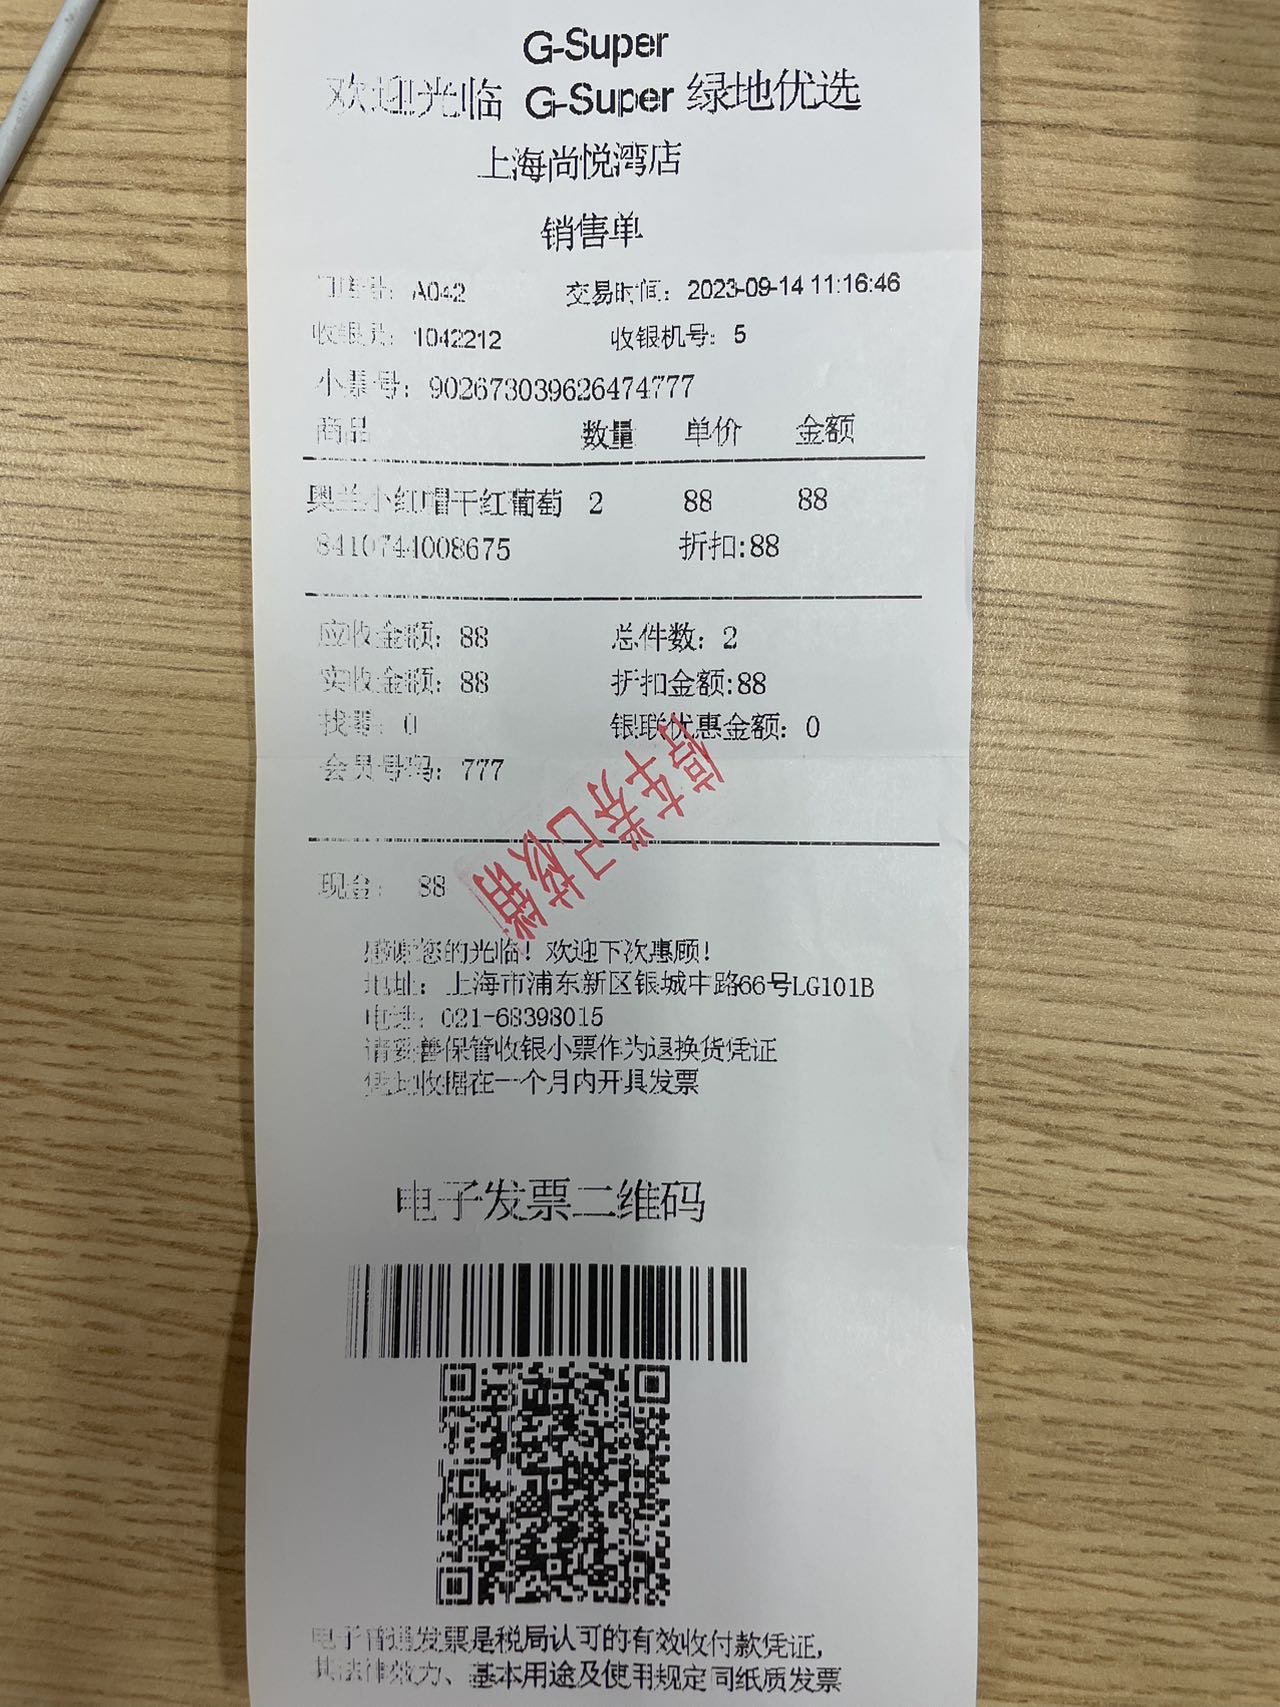 G-Super
欢迎光临 G-Super 绿地优选
上海尚悦湾店
销售单
门店号: A042 交易时间: 2023-09-14 11:16:46
收银员: 1042212 收银机号: 5
小票号: 902673039626474777
商品 数量 单价 金额
奥兰小红帽干红葡萄 2 88 88
8410744008675 折扣:88
应收金额: 88 总件数: 2
实收金额: 88 折扣金额:88
找零: 0 银联优惠金额: 0
会员号码: 777
停车券已核销
现金: 88
感谢您的光临! 欢迎下次惠顾!
地址: 上海市浦东新区银城中路66号LG101B
电话: 021-68398015
请妥善保管收银小票作为退换货凭证
凭此收据在一个月内开具发票
电子发票二维码
电子普通发票是税局认可的有效收付款凭证,
其法律效力、基本用途及使用规定同纸质发票